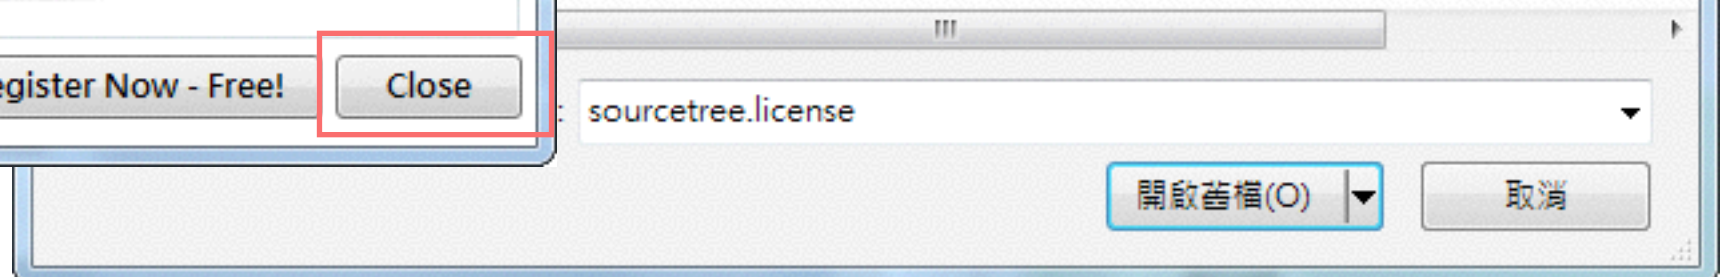 egister Now - Free!
Close
: sourcetree.license
開啟舊檔(O)
取消